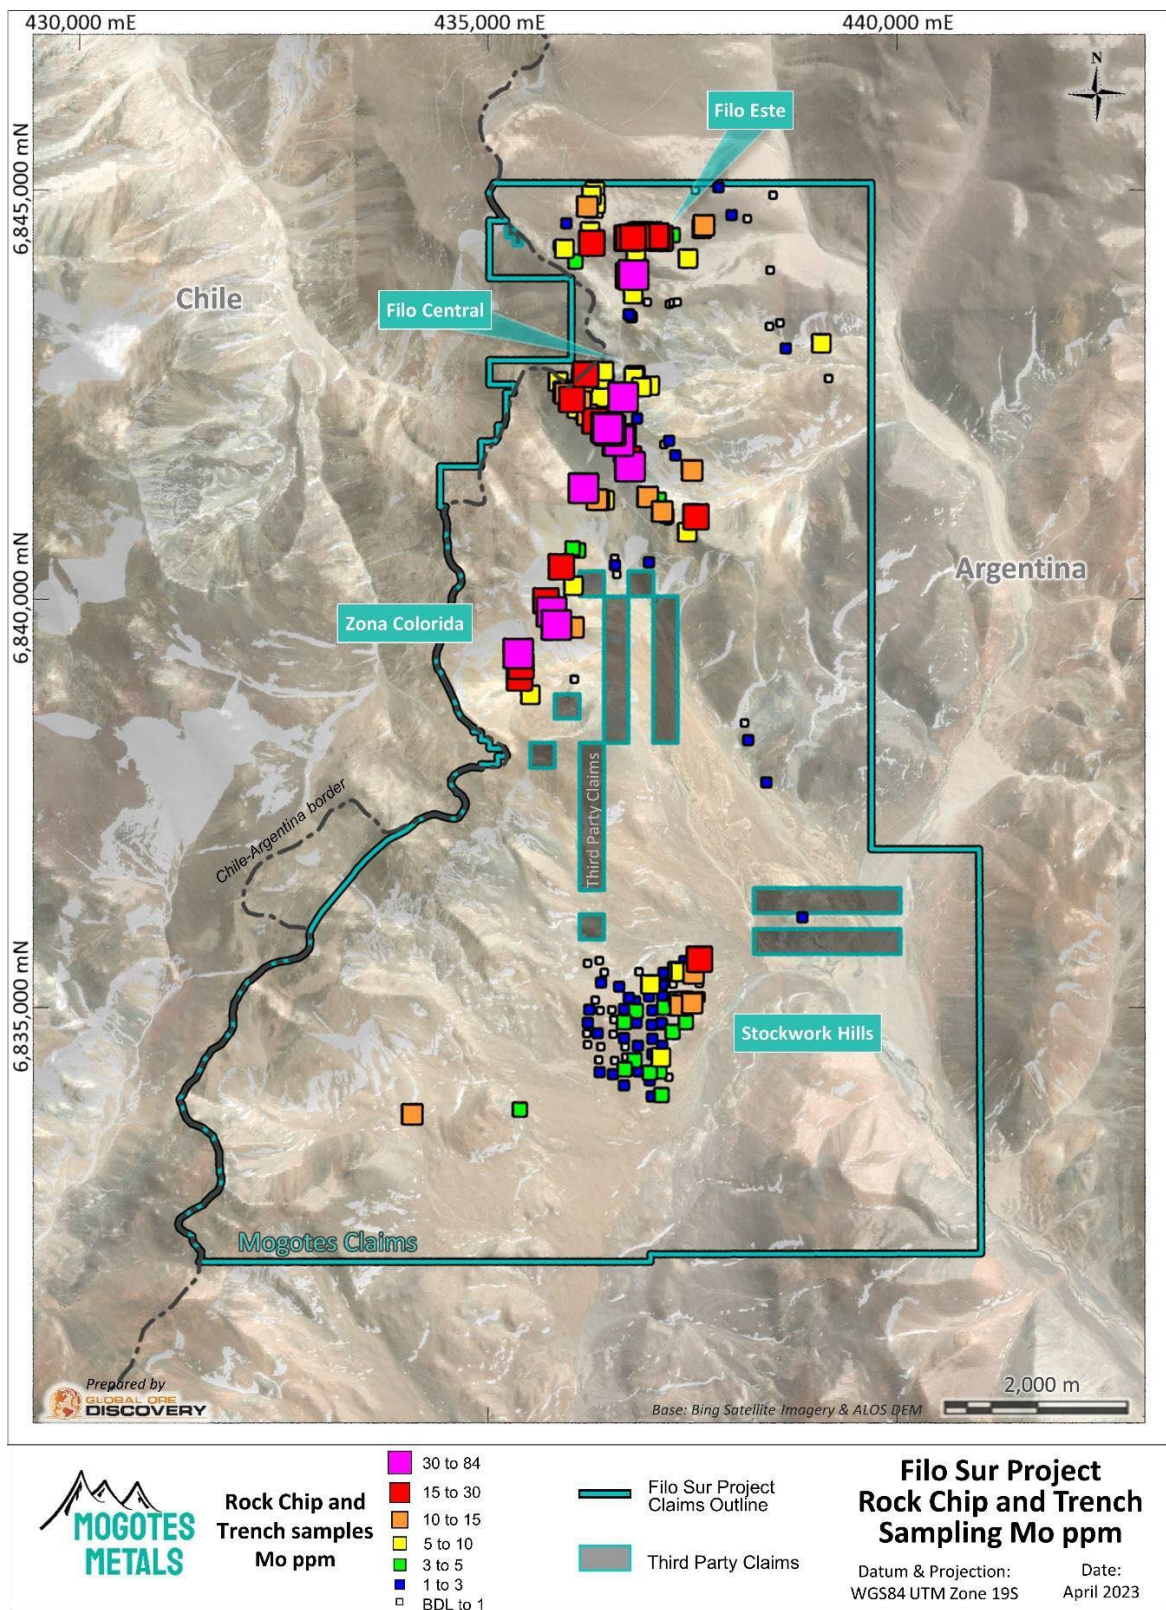 430,000 mE
435,000 mE
440,000 mE
N
Filo Este
6,845,000 mN
Chile
Filo Central
Argentina
6,840,000 mN
Zona Colorida
Third Party Claims
Chile-Argentina border
6,835,000 mN
Stockwork Hills
Mogotes Claims
Prepared by
GLOBAL ORE
DISCOVERY
2,000 m
Base: Bing Satellite Imagery & ALOS DEM
MOGOTES
METALS
Rock Chip and
Trench samples
Mo ppm
30 to 84
15 to 30
10 to 15
5 to 10
3 to 5
1 to 3
BDL to 1
Filo Sur Project
Claims Outline
Third Party Claims
Filo Sur Project
Rock Chip and Trench
Sampling Mo ppm
Datum & Projection:
WGS84 UTM Zone 19S
Date:
April 2023